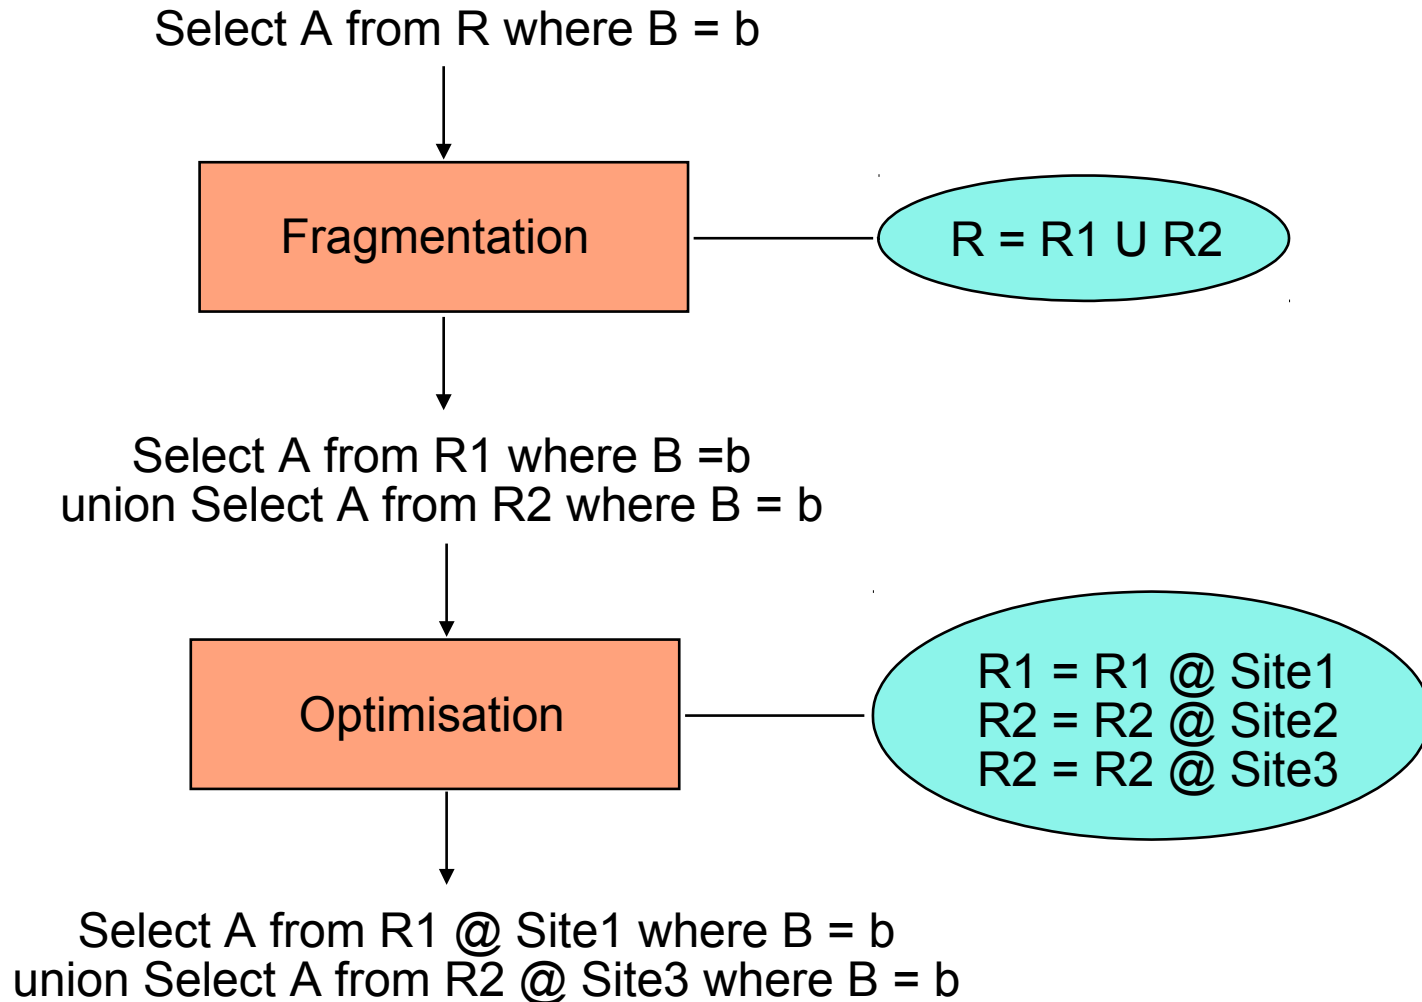 Select A from R where B = b
Fragmentation
R = R1 U R2
Select A from R1 where B =b
union Select A from R2 where B = b
Optimisation
R1 = R1 @ Site1
R2 = R2 @ Site2
R2 = R2 @ Site3
Select A from R1 @ Site1 where B = b
union Select A from R2 @ Site3 where B = b